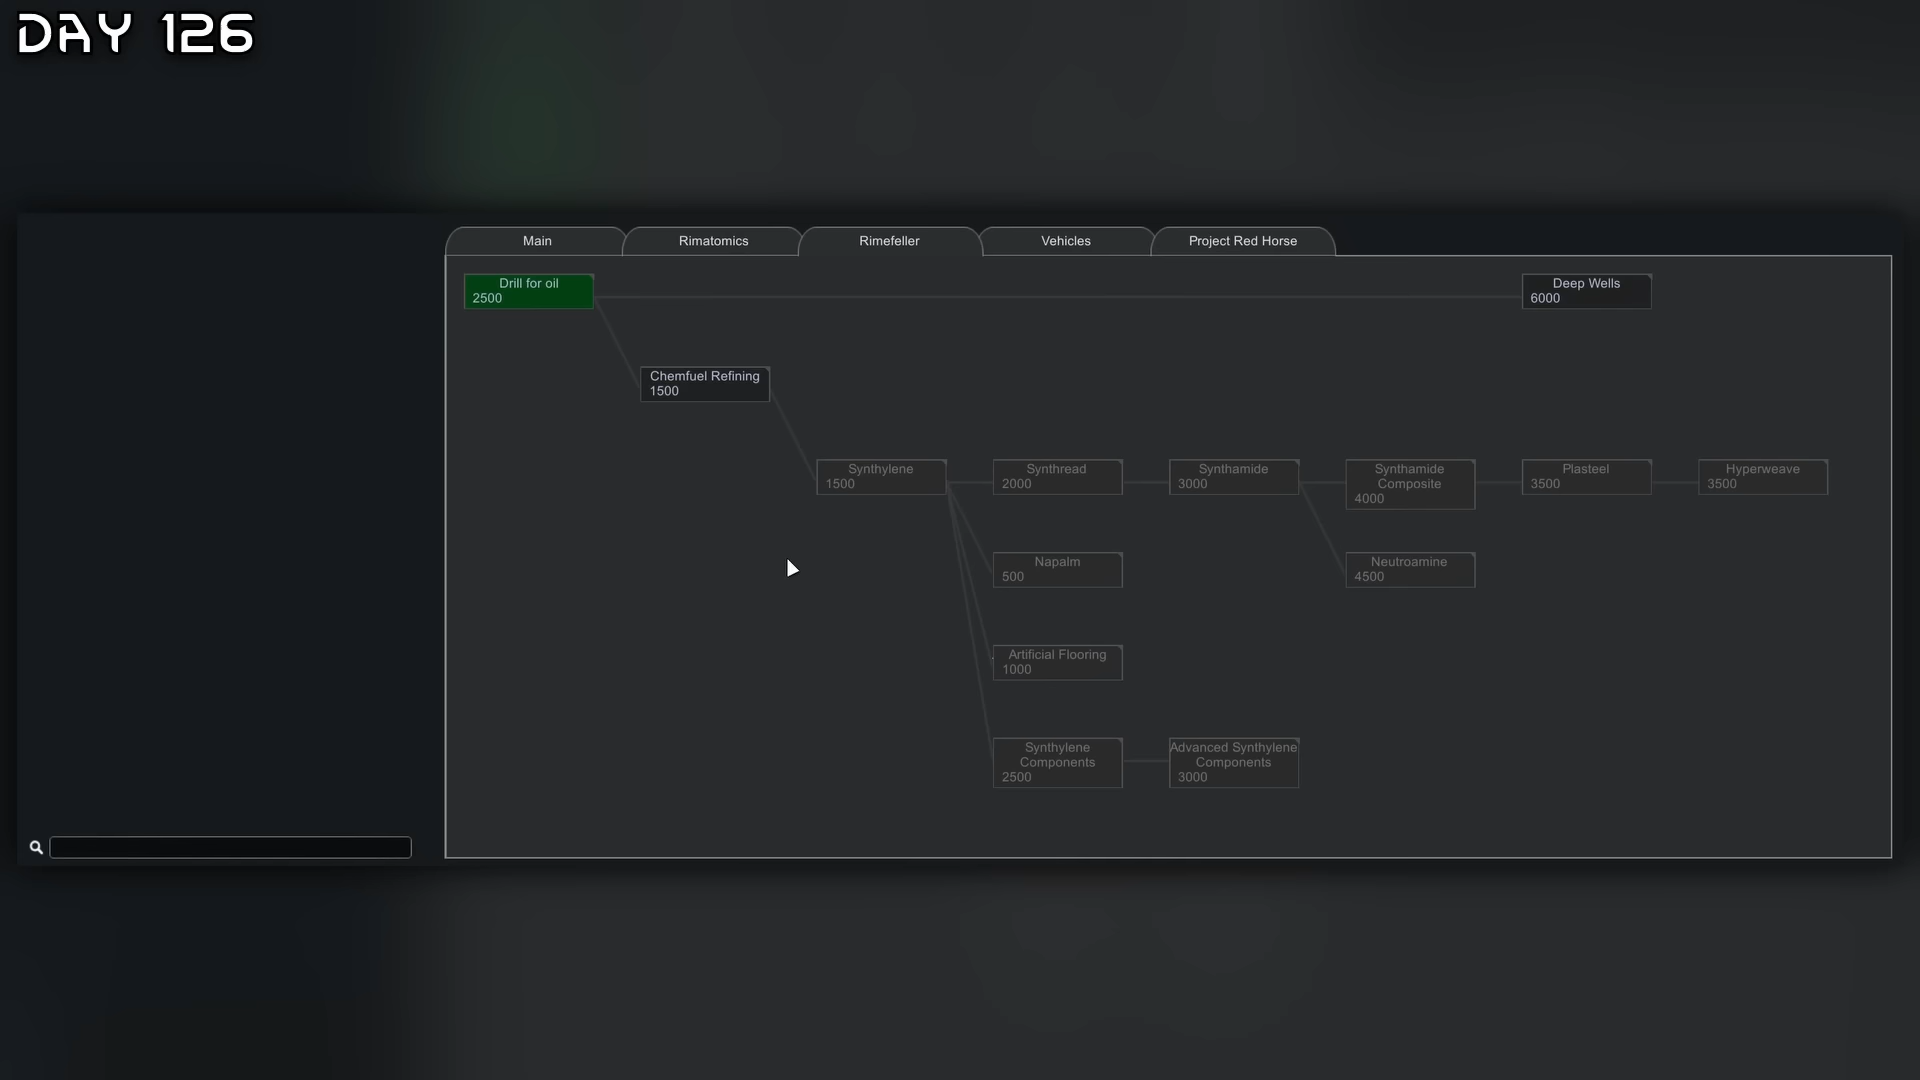 DAY 126
Main
Rimatomics
Rimefeller
Vehicles
Project Red Horse
Drill for oil
2500
Deep Wells
6000
Chemfuel Refining
1500
Synthylene
1500
Synthread
2000
Synthamide
3000
Synthamide
Composite
4000
Plasteel
3500
Hyperweave
3500
Napalm
500
Neutroamine
4500
Artificial Flooring
1000
Synthylene
Components
2500
Advanced Synthylene
Components
3000